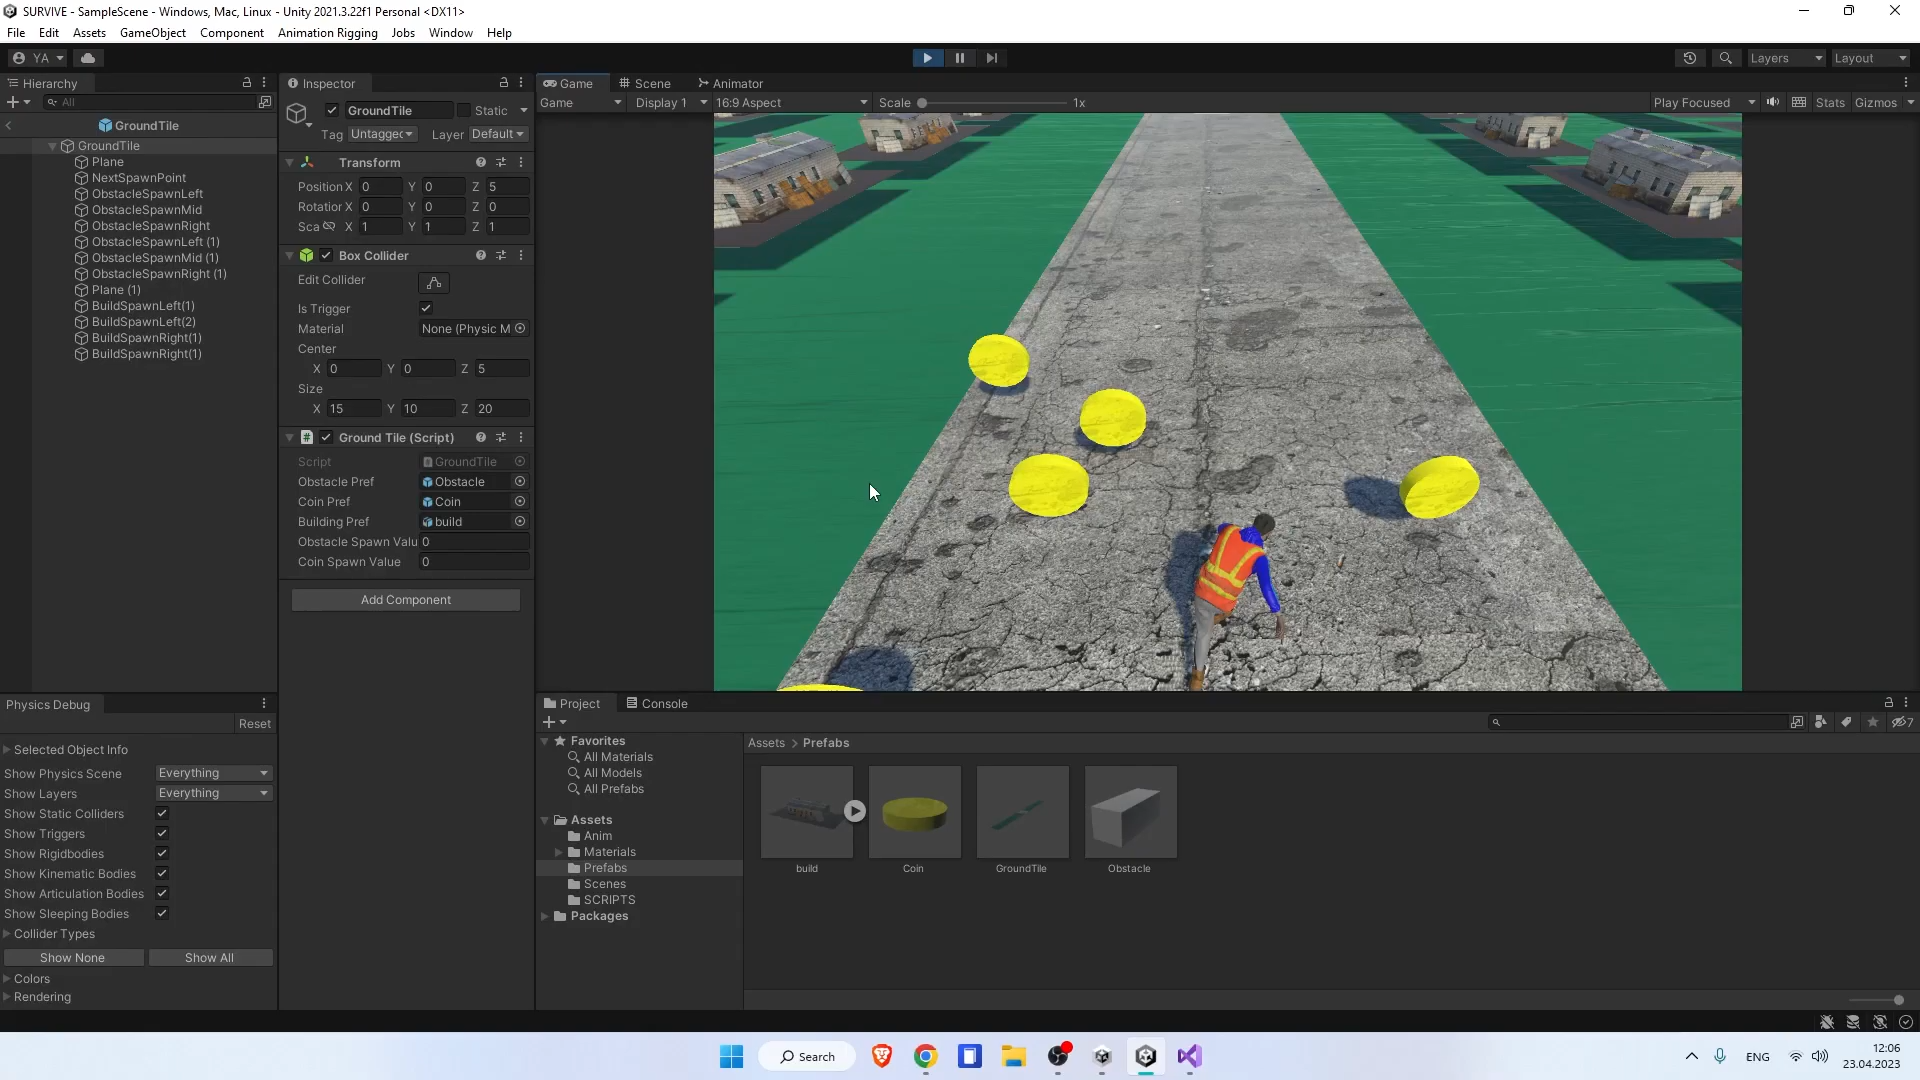 SURVIVE - SampleScene - Windows, Mac, Linux - Unity 2021.3.22f1 Personal <DX11>
File Edit Assets GameObject Component Animation Rigging Jobs Window Help
YA
Layers Layout
Hierarchy
All
GroundTile
GroundTile
Plane
NextSpawnPoint
ObstacleSpawnLeft
ObstacleSpawnMid
ObstacleSpawnRight
ObstacleSpawnLeft (1)
ObstacleSpawnMid (1)
ObstacleSpawnRight (1)
Plane (1)
BuildSpawnLeft(1)
BuildSpawnLeft(2)
BuildSpawnRight(1)
BuildSpawnRight(1)
Physics Debug
Reset
Selected Object Info
Show Physics Scene Everything
Show Layers Everything
Show Static Colliders
Show Triggers
Show Rigidbodies
Show Kinematic Bodies
Show Articulation Bodies
Show Sleeping Bodies
Collider Types
Show None Show All
Colors
Rendering
Inspector
GroundTile Static
Tag Untagged Layer Default
Transform
Position X 0 Y 0 Z 5
Rotation X 0 Y 0 Z 0
Sca X 1 Y 1 Z 1
Box Collider
Edit Collider
Is Trigger
Material None (Physic M
Center
X 0 Y 0 Z 5
Size
X 15 Y 10 Z 20
# Ground Tile (Script)
Script GroundTile
Obstacle Pref Obstacle
Coin Pref Coin
Building Pref build
Obstacle Spawn Valu 0
Coin Spawn Value 0
Add Component
Game Scene Animator
Game Display 1 16:9 Aspect Scale 1x Play Focused Stats Gizmos
Project Console
7
Favorites
All Materials
All Models
All Prefabs
Assets
Anim
Materials
Prefabs
Scenes
SCRIPTS
Packages
Assets > Prefabs
build Coin GroundTile Obstacle
Search
ENG
12:06
23.04.2023